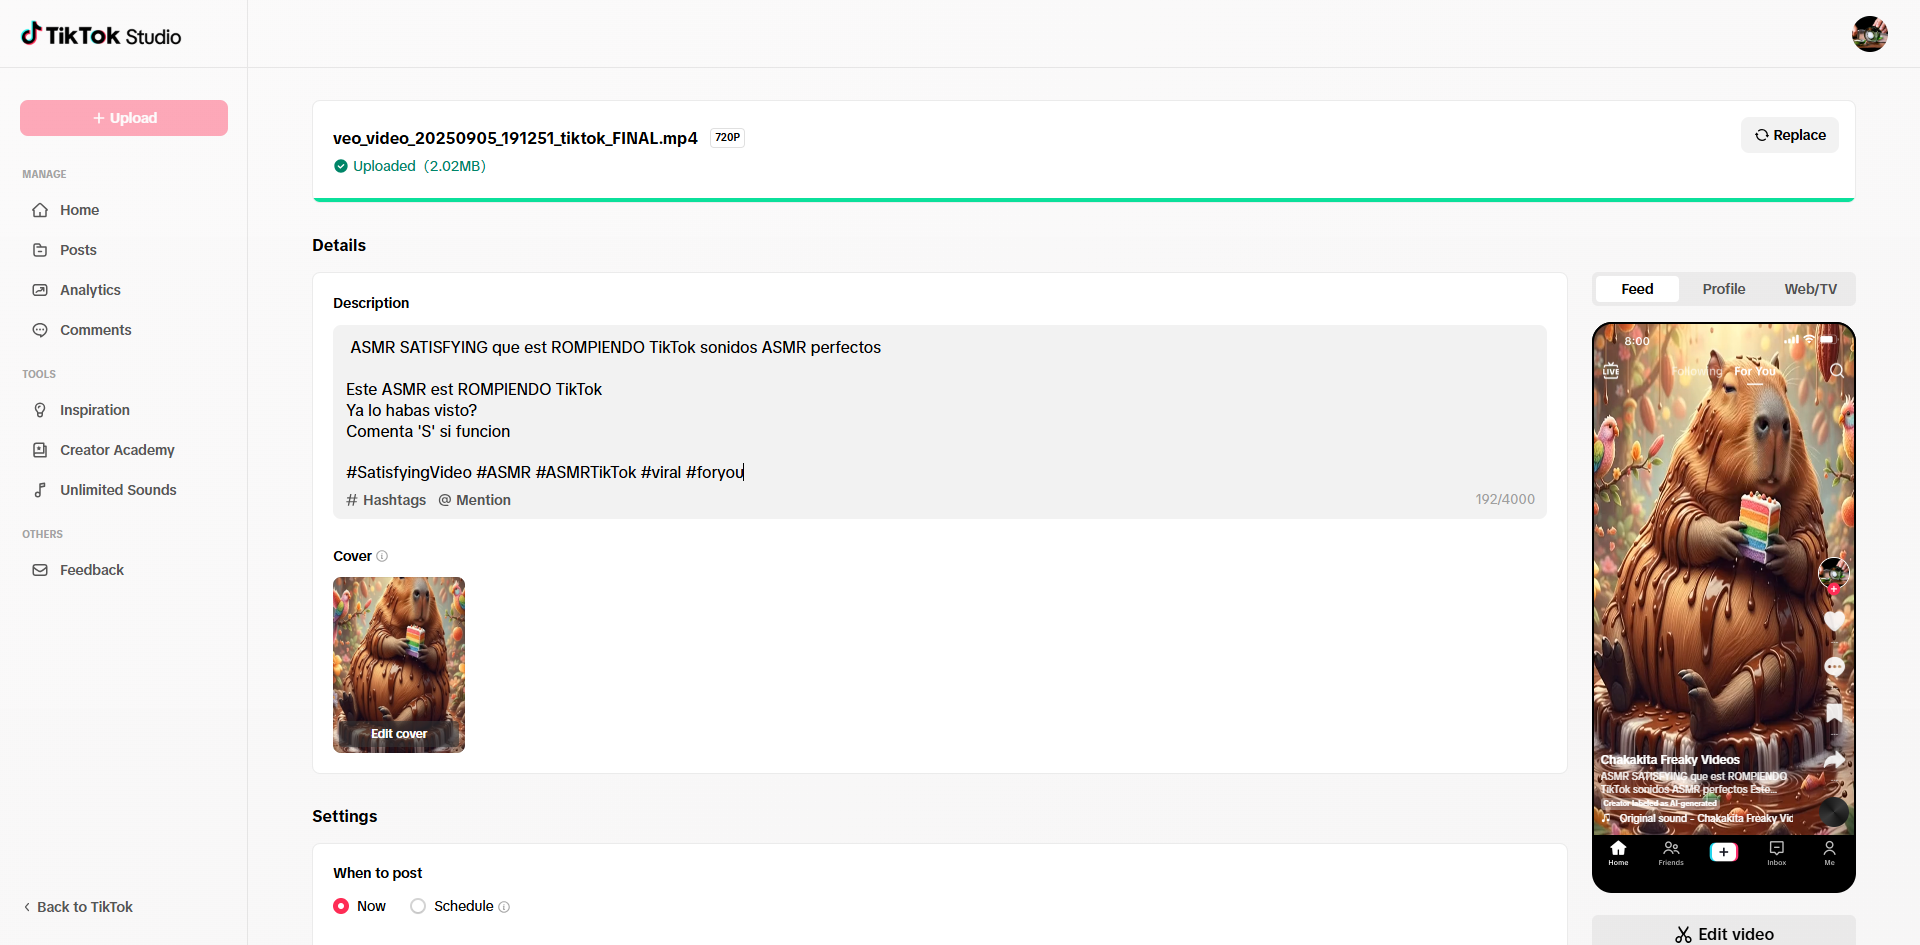 TikTok Studio
+ Upload
MANAGE
Home
Posts
Analytics
Comments
TOOLS
Inspiration
Creator Academy
Unlimited Sounds
OTHERS
Feedback
< Back to TikTok
veo_video_20250905_191251_tiktok_FINAL.mp4 720P
Uploaded (2.02MB)
Replace
Details
Description
ASMR SATISFYING que est ROMPIENDO TikTok sonidos ASMR perfectos
Este ASMR est ROMPIENDO TikTok
Ya lo habas visto?
Comenta 'S' si funcion
#SatisfyingVideo #ASMR #ASMRTikTok #viral #foryou
# Hashtags @ Mention 192/4000
Cover
Edit cover
Settings
When to post
Now Schedule
Feed Profile Web/TV
8:00
LIVE Following For You
Chakakita Freaky Videos
ASMR SATISFYING que est ROMPIENDO
TikTok sonidos ASMR perfectos Este...
Creator labeled as AI-generated
Original sound - Chakakita Freaky Vic
Home Friends Inbox Me
Edit video